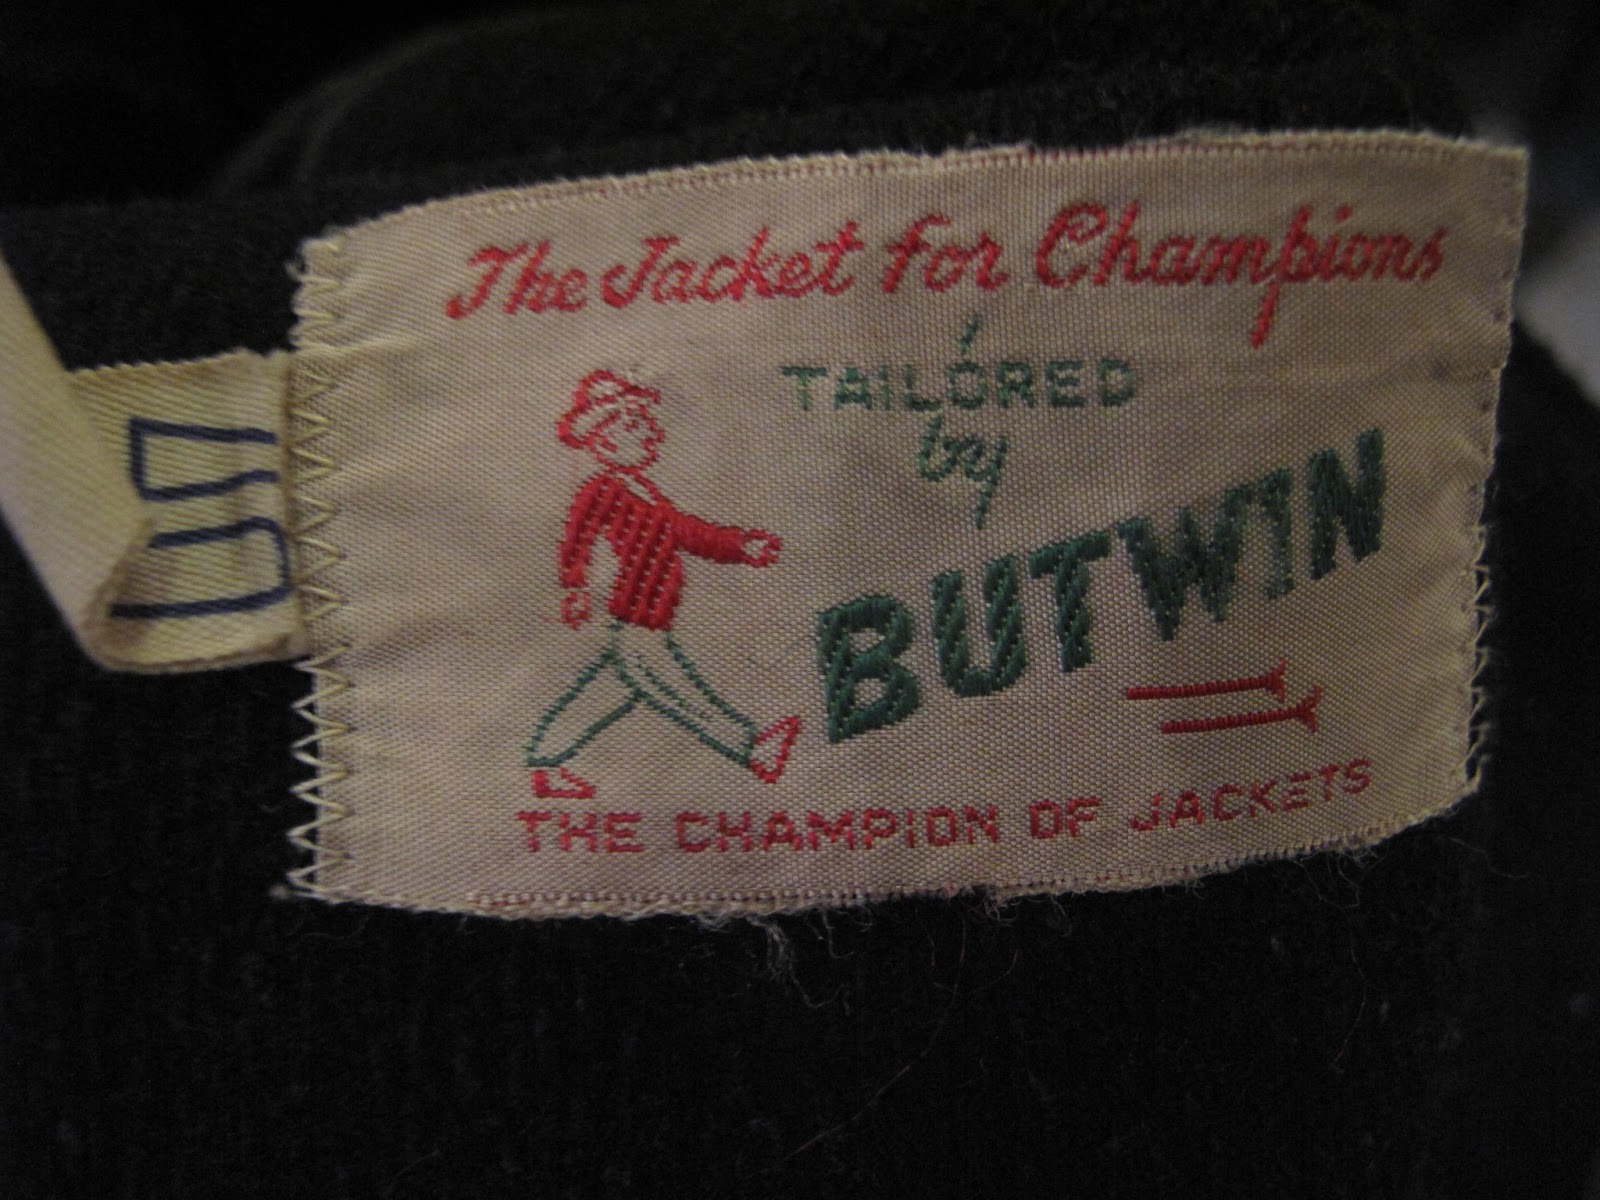 The Jacket for Champions
TAILORED
by
BUTWIN
THE CHAMPION OF JACKETS